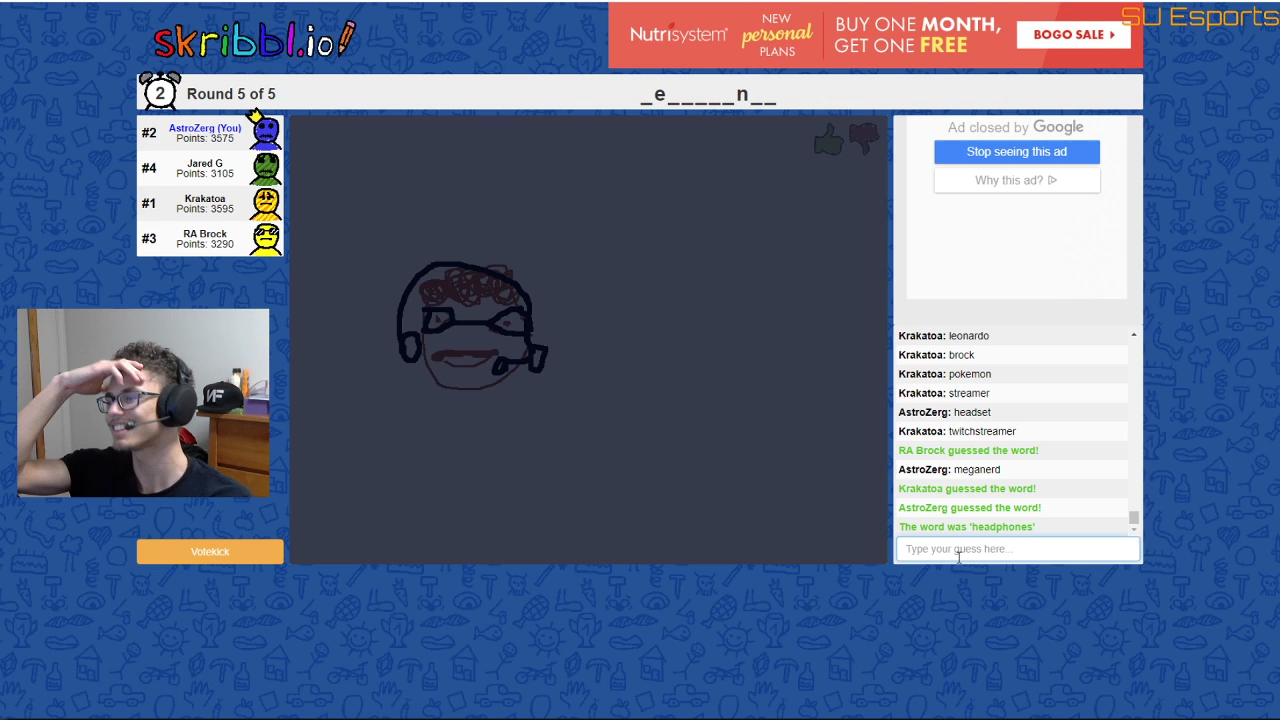 SU Esports
skribbl.io
Nutrisystem
NEW
personal
PLANS
BUY ONE MONTH,
GET ONE FREE
BOGO SALE
2
Round 5 of 5
_e_____n__
#2
AstroZerg (You)
Points: 3575
#4
Jared G
Points: 3105
#1
Krakatoa
Points: 3595
#3
RA Brock
Points: 3290
Ad closed by Google
Stop seeing this ad
Why this ad?
Krakatoa: leonardo
Krakatoa: brock
Krakatoa: pokemon
Krakatoa: streamer
AstroZerg: headset
Krakatoa: twitchstreamer
RA Brock guessed the word!
AstroZerg: meganerd
Krakatoa guessed the word!
AstroZerg guessed the word!
The word was 'headphones'
Type your guess here...
NF
Votekick